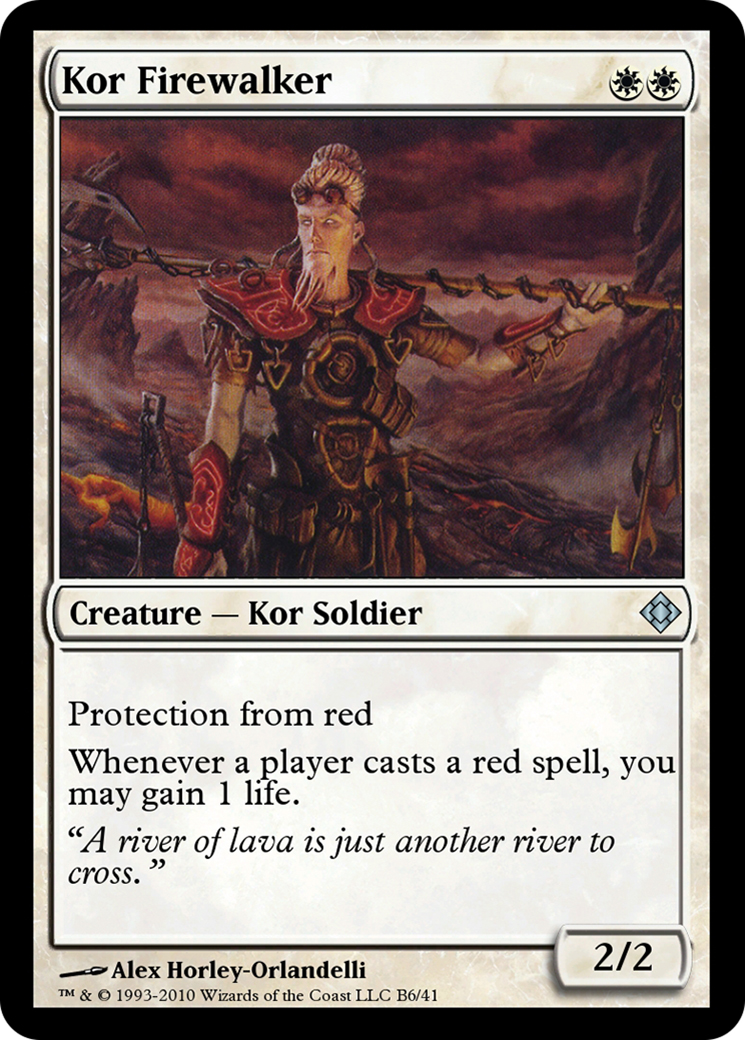 Kor Firewalker
Creature — Kor Soldier
Protection from red
Whenever a player casts a red spell, you
may gain 1 life.
“A river of lava is just another river to
cross.”
2/2
Alex Horley-Orlandelli
™ & © 1993-2010 Wizards of the Coast LLC B6/41